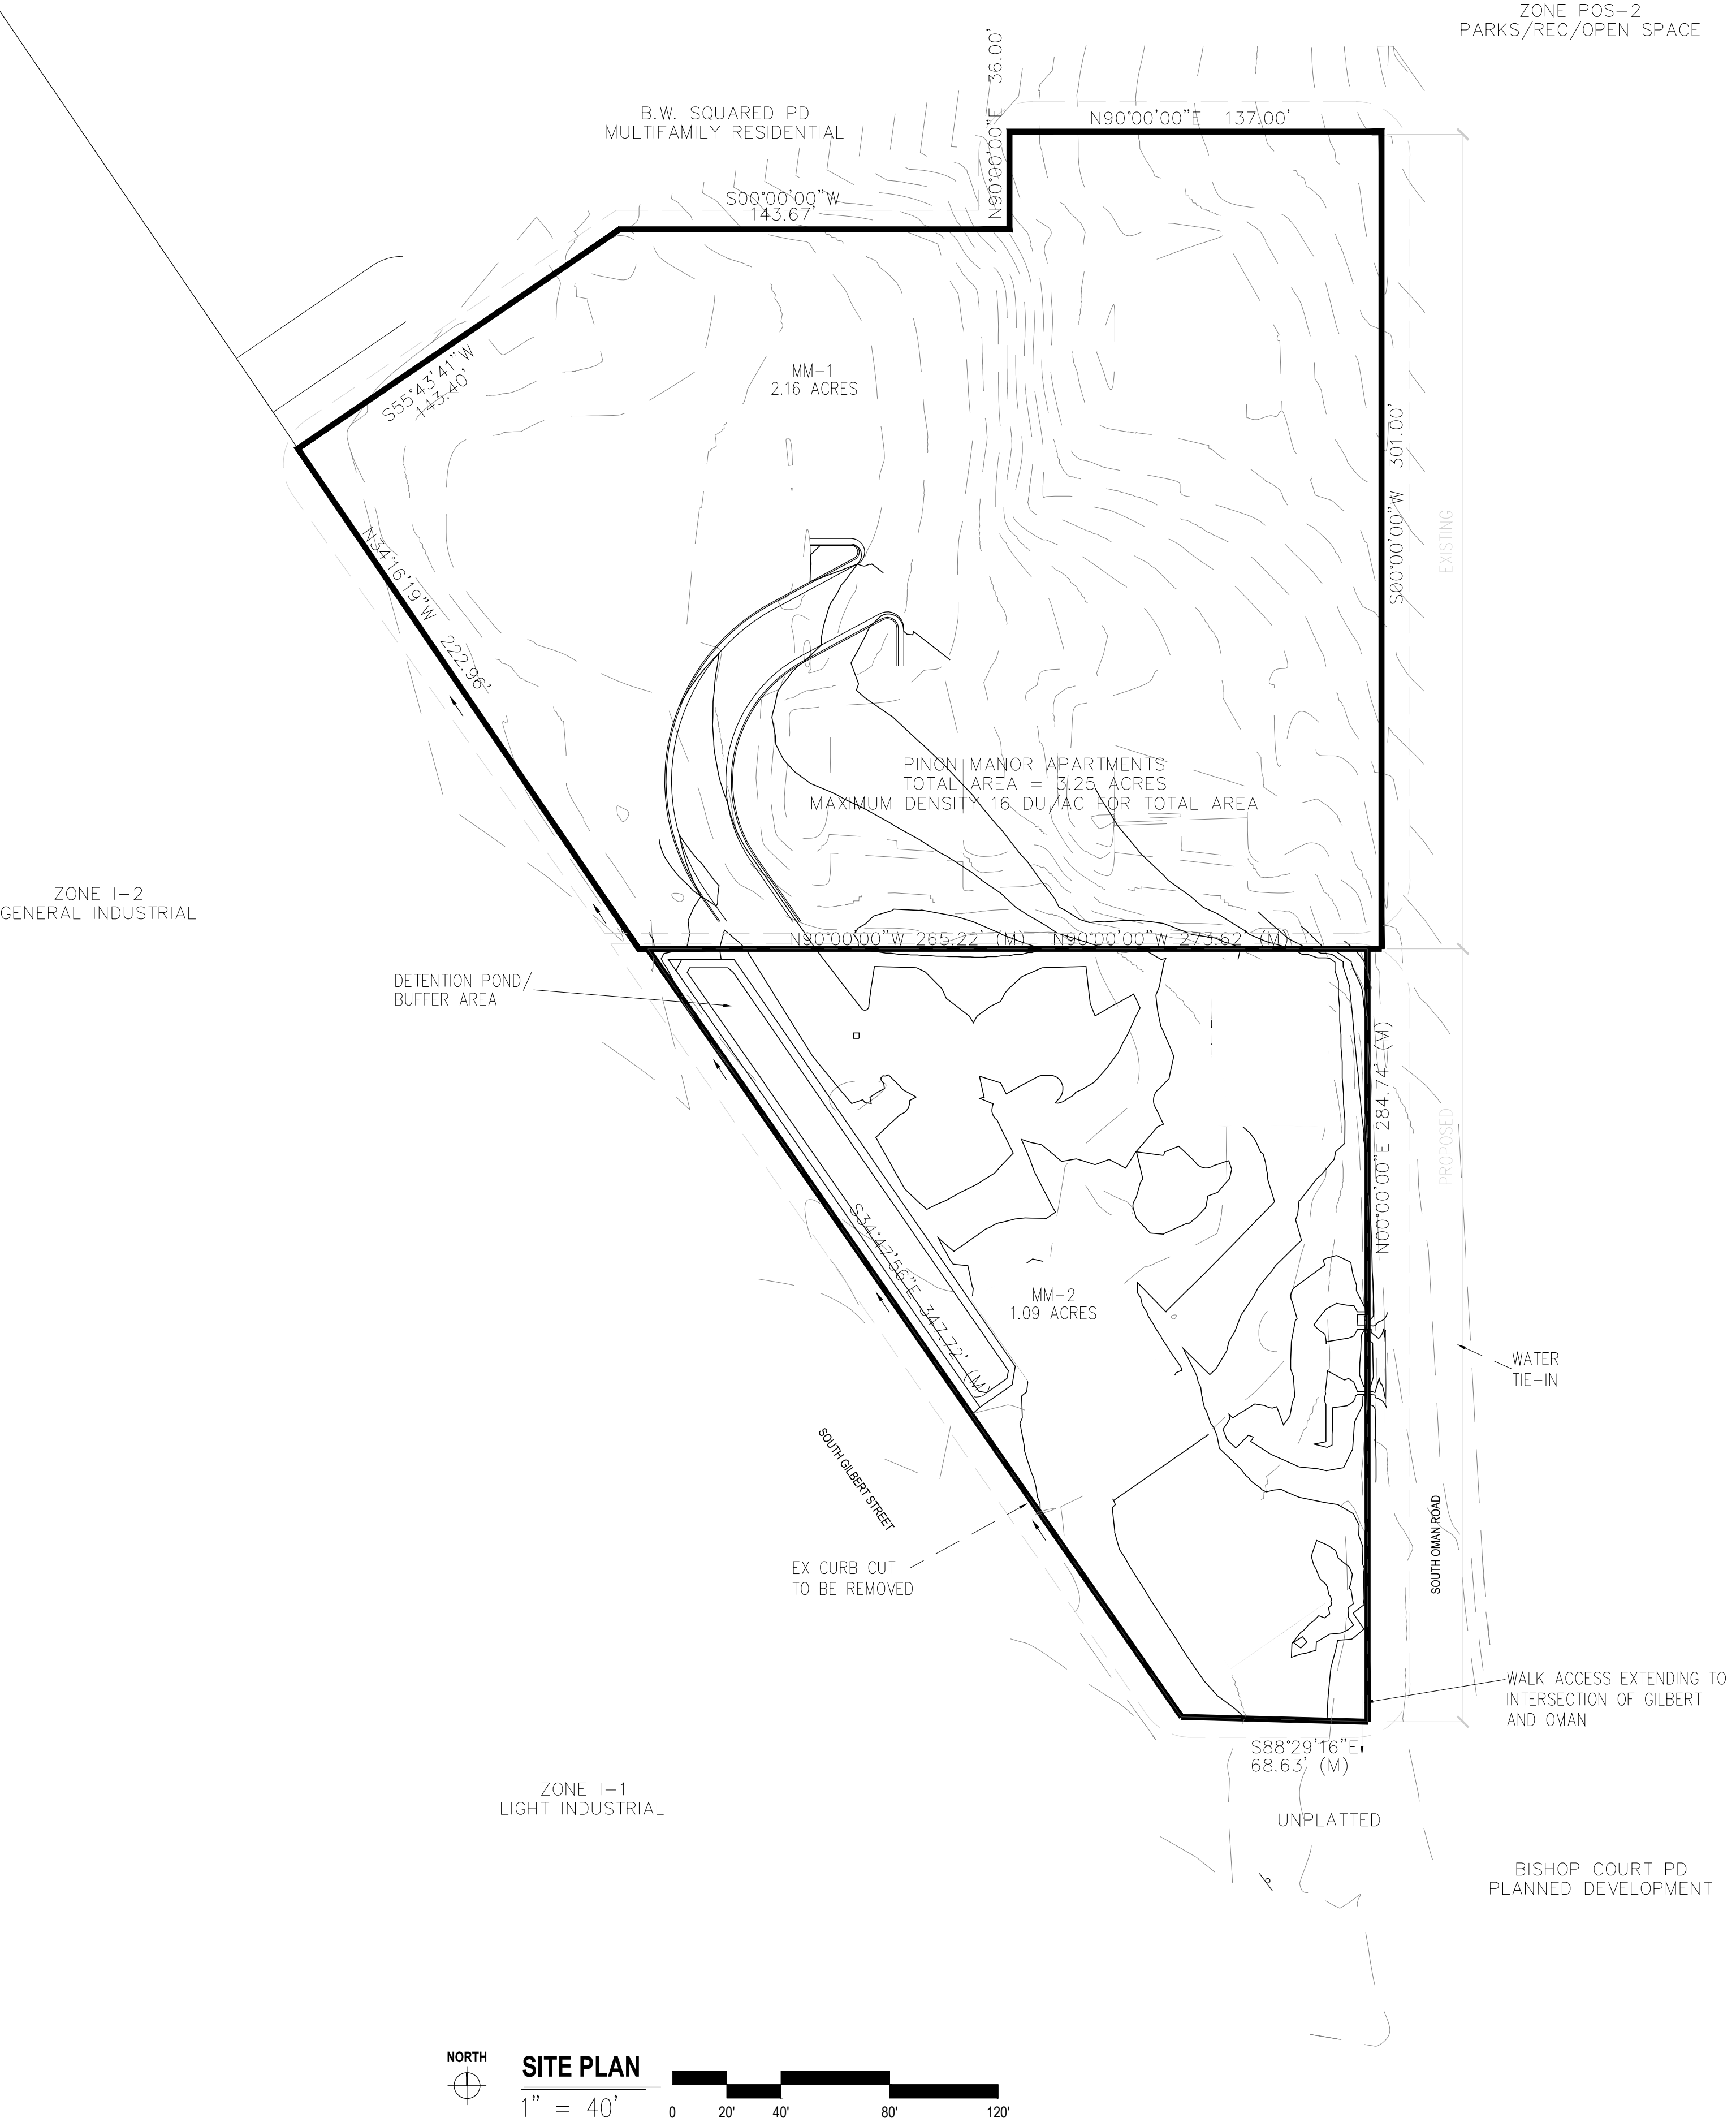 ZONE POS-2
PARKS/REC/OPEN SPACE
B.W. SQUARED PD
MULTIFAMILY RESIDENTIAL
N90°00'00"E 36.00'
N90°00'00"E 137.00'
S00°00'00"W
143.67'
S55°43'41"W
143.40'
MM-1
2.16 ACRES
S00°00'00"W 301.00'
EXISTING
N34°16'19"W 222.96'
PINON MANOR APARTMENTS
TOTAL AREA = 3.25 ACRES
MAXIMUM DENSITY 16 DU/AC FOR TOTAL AREA
ZONE I-2
GENERAL INDUSTRIAL
N90°00'00"W 265.22' (M) N90°00'00"W 273.62 (M)
DETENTION POND/
BUFFER AREA
N00°00'00"E 284.74' (M)
PROPOSED
S34°47'56"E 347.72' (M)
MM-2
1.09 ACRES
WATER
TIE-IN
SOUTH GILBERT STREET
SOUTH OMAN ROAD
EX CURB CUT
TO BE REMOVED
WALK ACCESS EXTENDING TO
INTERSECTION OF GILBERT
AND OMAN
S88°29'16"E
68.63' (M)
ZONE I-1
LIGHT INDUSTRIAL
UNPLATTED
BISHOP COURT PD
PLANNED DEVELOPMENT
NORTH
SITE PLAN
1" = 40'
0 20' 40' 80' 120'